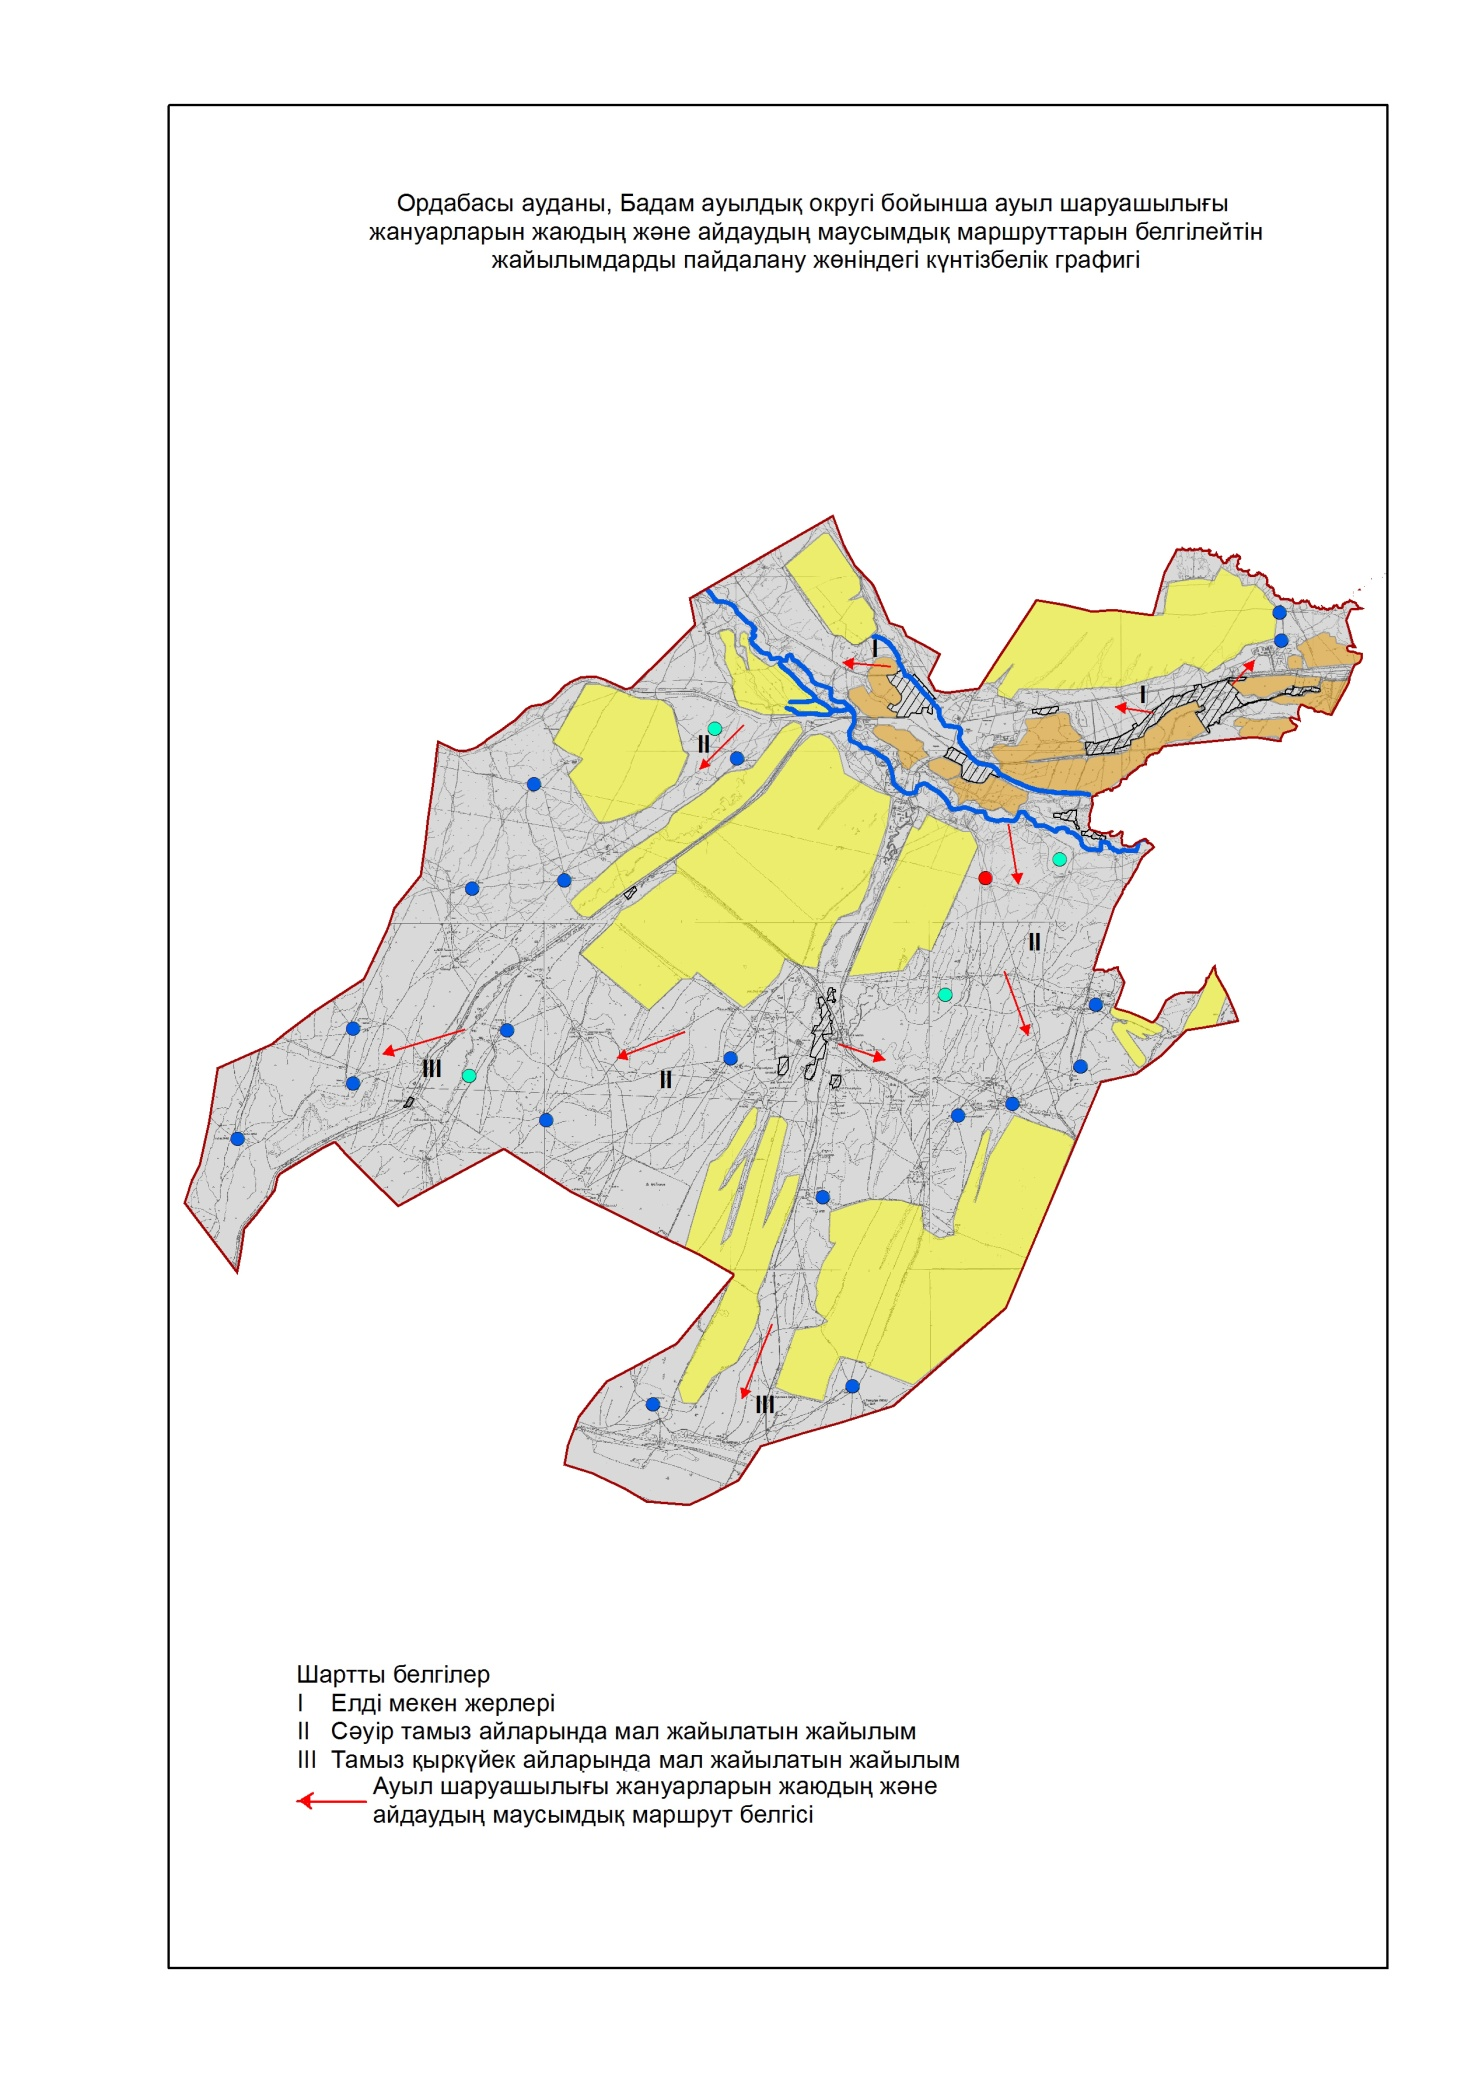 Ордабасы ауданы, Бадам ауылдық округі бойынша ауыл шаруашылығы
жануарларын жаюдың және айдаудың маусымдық маршруттарын белгілейтін
жайылымдарды пайдалану жөніндегі күнтізбелік графигі
I
I
II
II
III
II
III
Шартты белгілер
I Елді мекен жерлері
II Сәуір тамыз айларында мал жайылатын жайылым
III Тамыз қыркүйек айларында мал жайылатын жайылым
Ауыл шаруашылығы жануарларын жаюдың және
айдаудың маусымдық маршрут белгісі